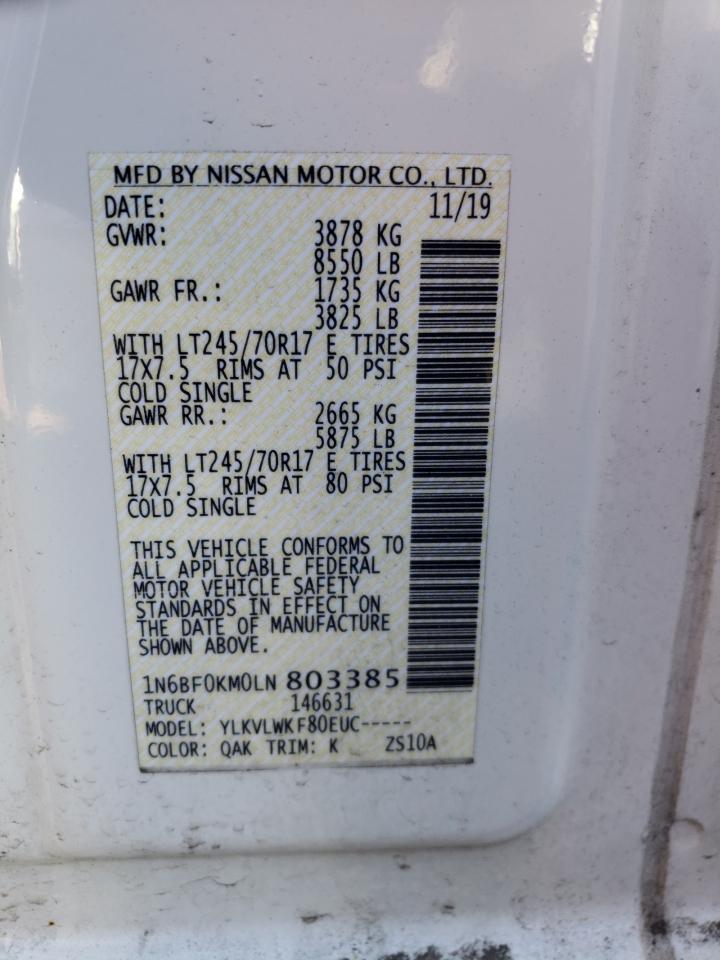 MFD BY NISSAN MOTOR CO., LTD.
DATE: 11/19
GVWR: 3878 KG
8550 LB
GAWR FR.: 1735 KG
3825 LB
WITH LT245/70R17 E TIRES
17X7.5 RIMS AT 50 PSI
COLD SINGLE
GAWR RR.: 2665 KG
5875 LB
WITH LT245/70R17 E TIRES
17X7.5 RIMS AT 80 PSI
COLD SINGLE
THIS VEHICLE CONFORMS TO
ALL APPLICABLE FEDERAL
MOTOR VEHICLE SAFETY
STANDARDS IN EFFECT ON
THE DATE OF MANUFACTURE
SHOWN ABOVE.
1N6BF0KM0LN 803385
TRUCK 146631
MODEL: YLKVLWKF80EUC-----
COLOR: QAK TRIM: K ZS10A